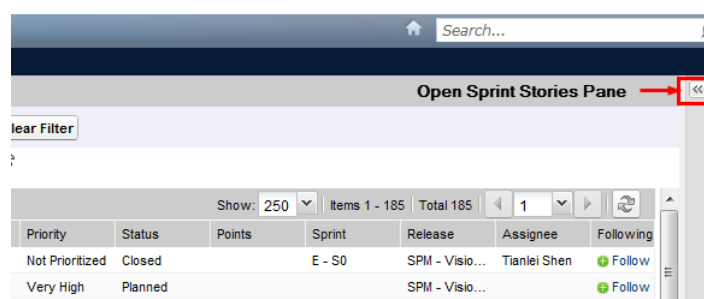 Search...
Open Sprint Stories Pane
lear Filter
Show: 250 Items 1 - 185 Total 185 1
Priority Status Points Sprint Release Assignee Following
Not Prioritized Closed E - S0 SPM - Visio... Tianlei Shen Follow
Very High Planned SPM - Visio... Follow